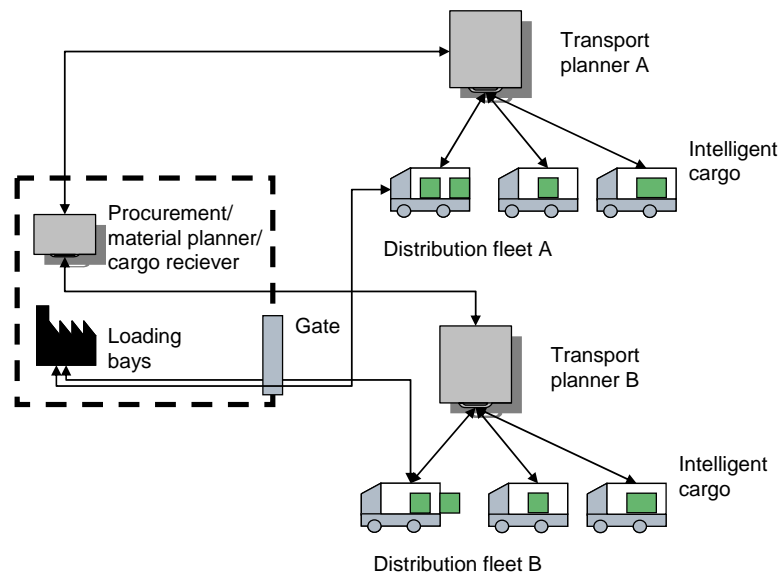 Transport
planner A
Intelligent
cargo
Procurement/
material planner/
cargo reciever
Distribution fleet A
Gate
Loading
bays
Transport
planner B
Intelligent
cargo
Distribution fleet B